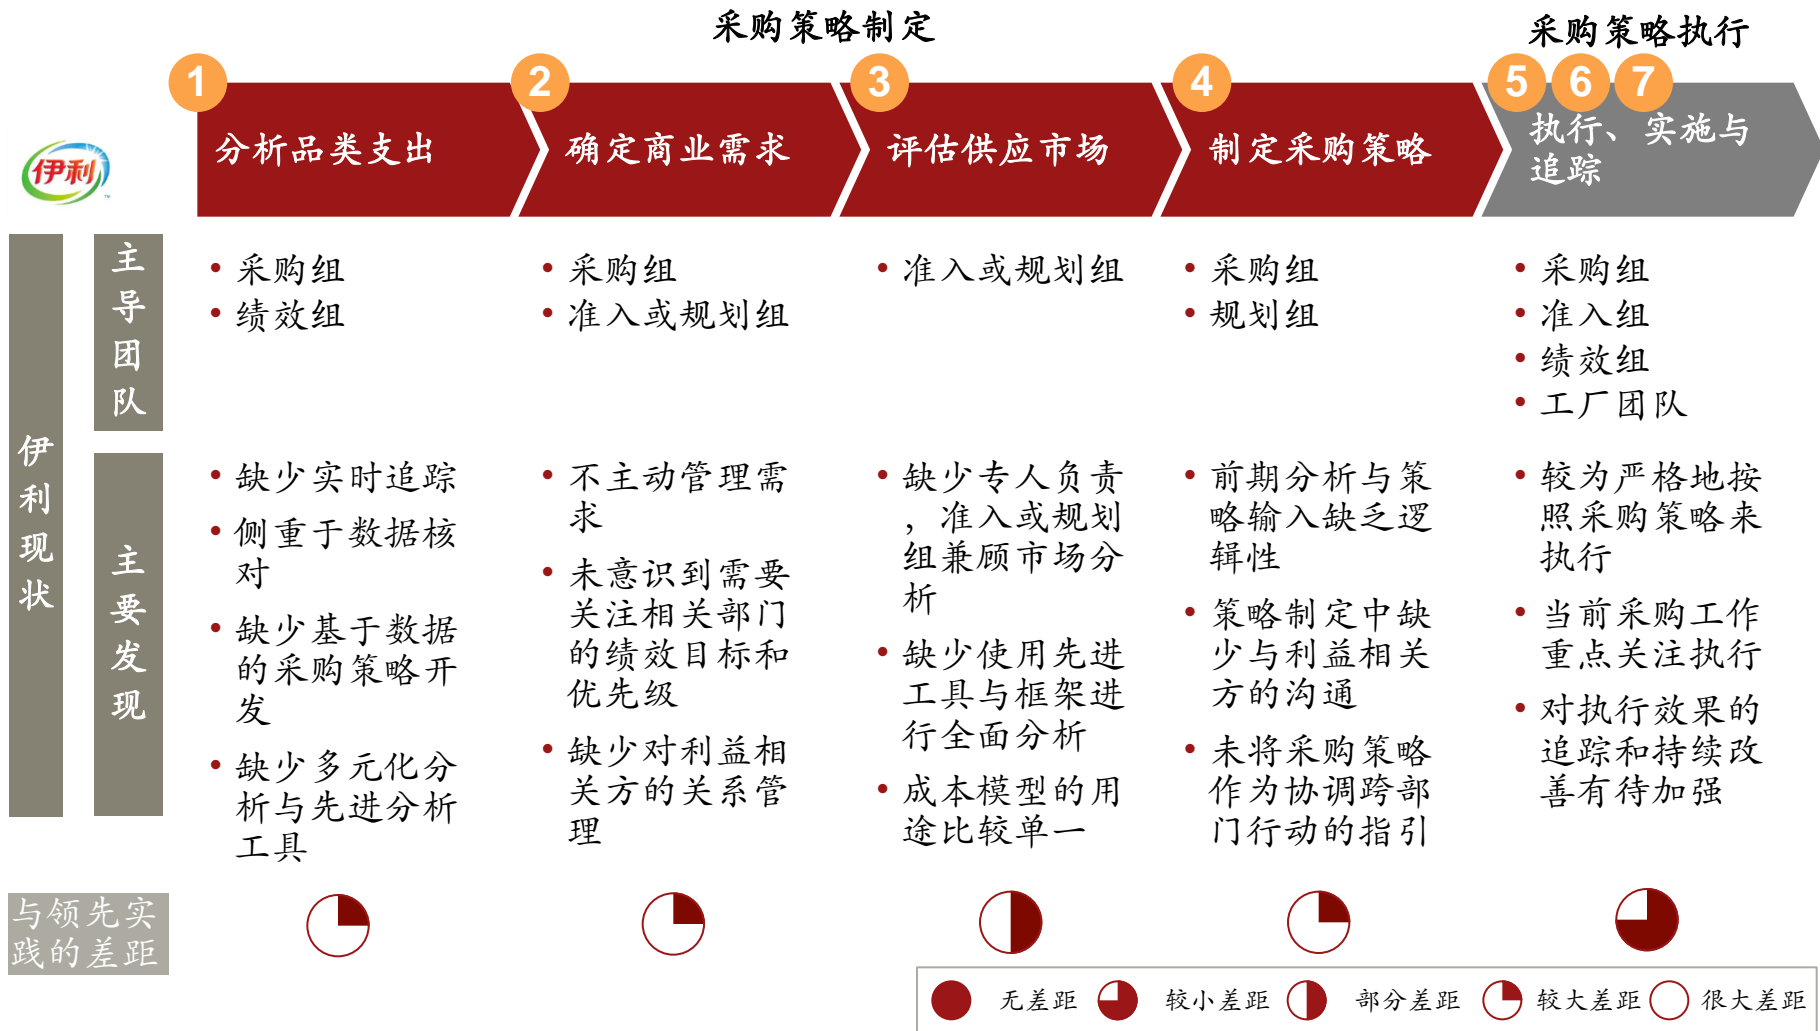 采购策略制定
采购策略执行
1
2
3
4
5 6 7
分析品类支出
确定商业需求
评估供应市场
制定采购策略
执行、实施与
追踪
伊利
伊利现状
主导团队
• 采购组
• 绩效组
• 采购组
• 准入或规划组
• 准入或规划组
• 采购组
• 规划组
• 采购组
• 准入组
• 绩效组
• 工厂团队
主要发现
• 缺少实时追踪
• 侧重于数据核
对
• 缺少基于数据
的采购策略开
发
• 缺少多元化分
析与先进分析
工具
• 不主动管理需
求
• 未意识到需要
关注相关部门
的绩效目标和
优先级
• 缺少对利益相
关方的关系管
理
• 缺少专人负责
，准入或规划
组兼顾市场分
析
• 缺少使用先进
工具与框架进
行全面分析
• 成本模型的用
途比较单一
• 前期分析与策
略输入缺乏逻
辑性
• 策略制定中缺
少与利益相关
方的沟通
• 未将采购策略
作为协调跨部
门行动的指引
• 较为严格地按
照采购策略来
执行
• 当前采购工作
重点关注执行
• 对执行效果的
追踪和持续改
善有待加强
与领先实
践的差距
无差距 较小差距 部分差距 较大差距 很大差距